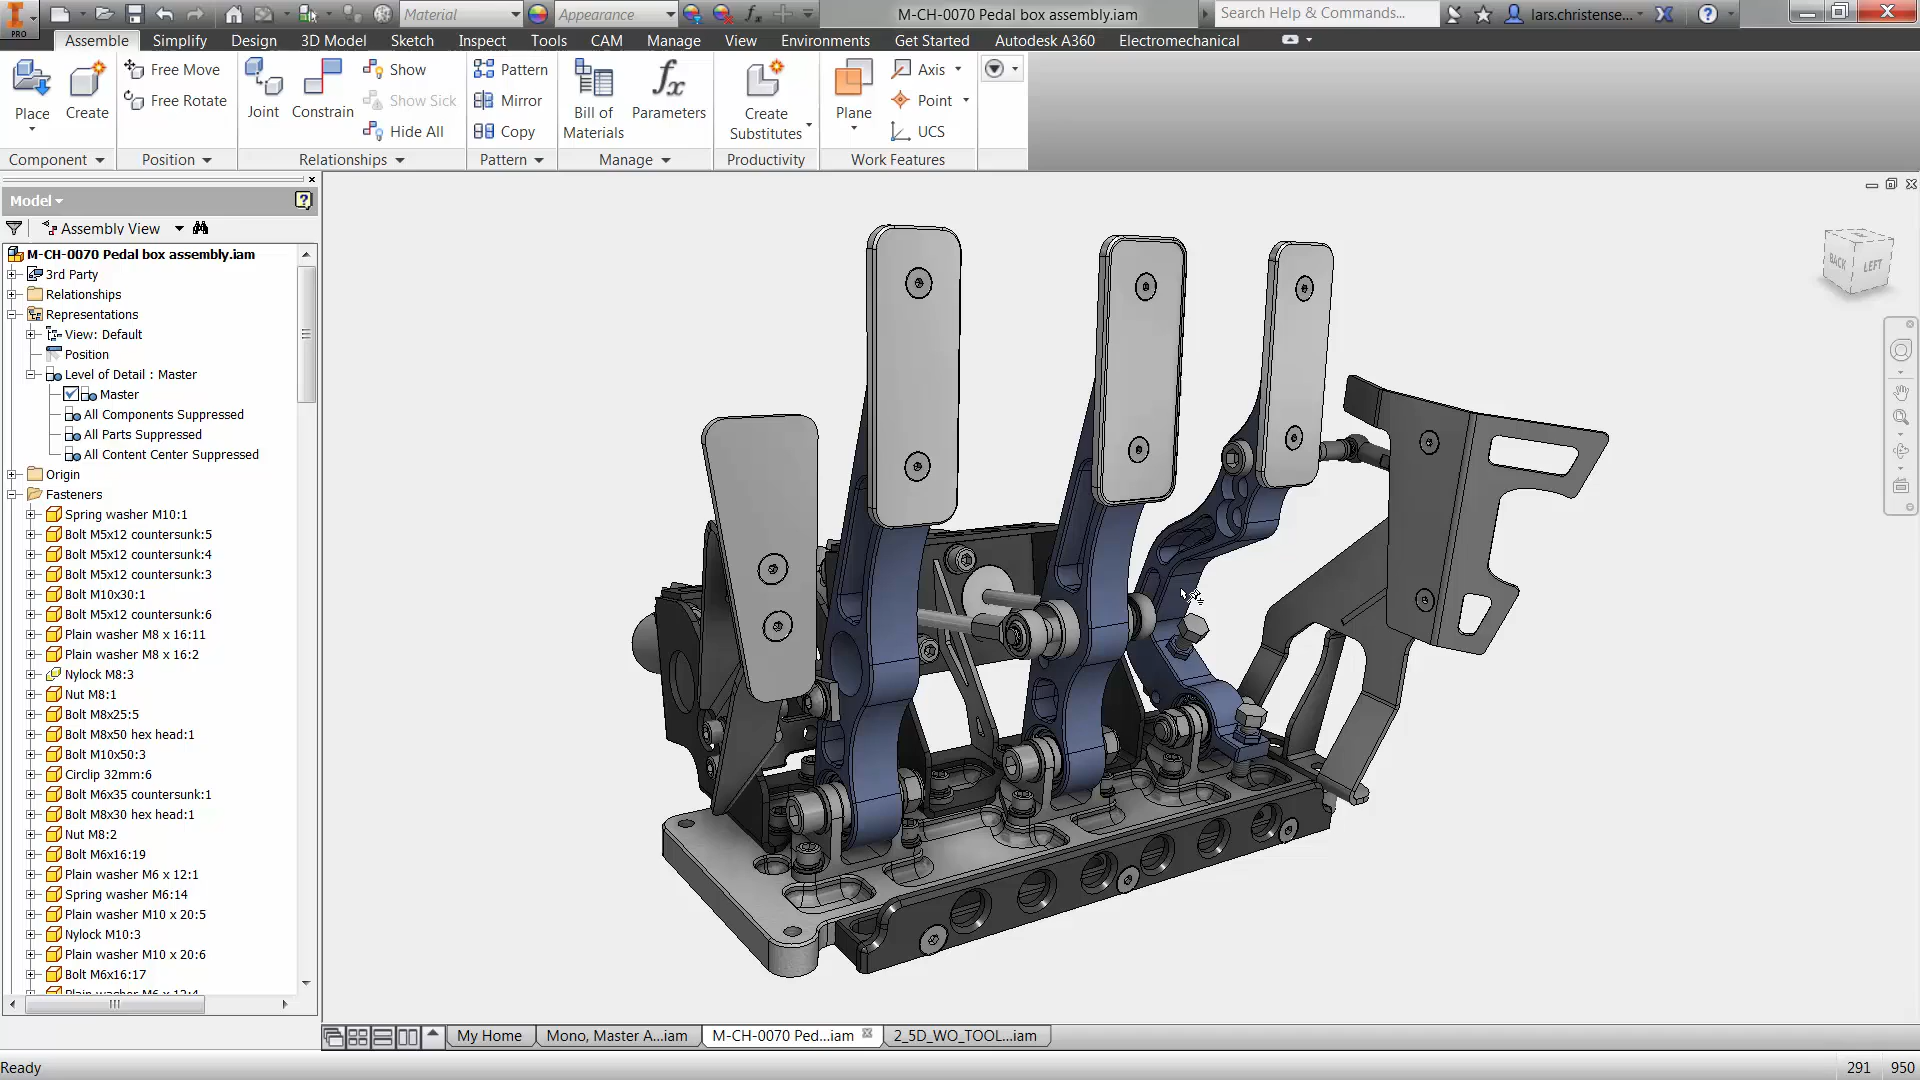 PRO
Material
Appearance
M-CH-0070 Pedal box assembly.iam
Search Help & Commands...
lars.christense...
Assemble Simplify Design 3D Model Sketch Inspect Tools CAM Manage View Environments Get Started Autodesk A360 Electromechanical
Place
Create
Free Move
Free Rotate
Joint
Constrain
Show
Show Sick
Hide All
Pattern
Mirror
Copy
Bill of
Materials
Parameters
Create
Substitutes
Plane
Axis
Point
UCS
Component Position Relationships Pattern Manage Productivity Work Features
Model
Assembly View
M-CH-0070 Pedal box assembly.iam
3rd Party
Relationships
Representations
View: Default
Position
Level of Detail : Master
Master
All Components Suppressed
All Parts Suppressed
All Content Center Suppressed
Origin
Fasteners
Spring washer M10:1
Bolt M5x12 countersunk:5
Bolt M5x12 countersunk:4
Bolt M5x12 countersunk:3
Bolt M10x30:1
Bolt M5x12 countersunk:6
Plain washer M8 x 16:11
Plain washer M8 x 16:2
Nylock M8:3
Nut M8:1
Bolt M8x25:5
Bolt M8x50 hex head:1
Bolt M10x50:3
Circlip 32mm:6
Bolt M6x35 countersunk:1
Bolt M8x30 hex head:1
Nut M8:2
Bolt M6x16:19
Plain washer M6 x 12:1
Spring washer M6:14
Plain washer M10 x 20:5
Nylock M10:3
Plain washer M10 x 20:6
Bolt M6x16:17
Plain washer M6 x 12:4
BACK LEFT
My Home
Mono, Master A...iam
M-CH-0070 Ped...iam
2_5D_WO_TOOL...iam
Ready
291 950